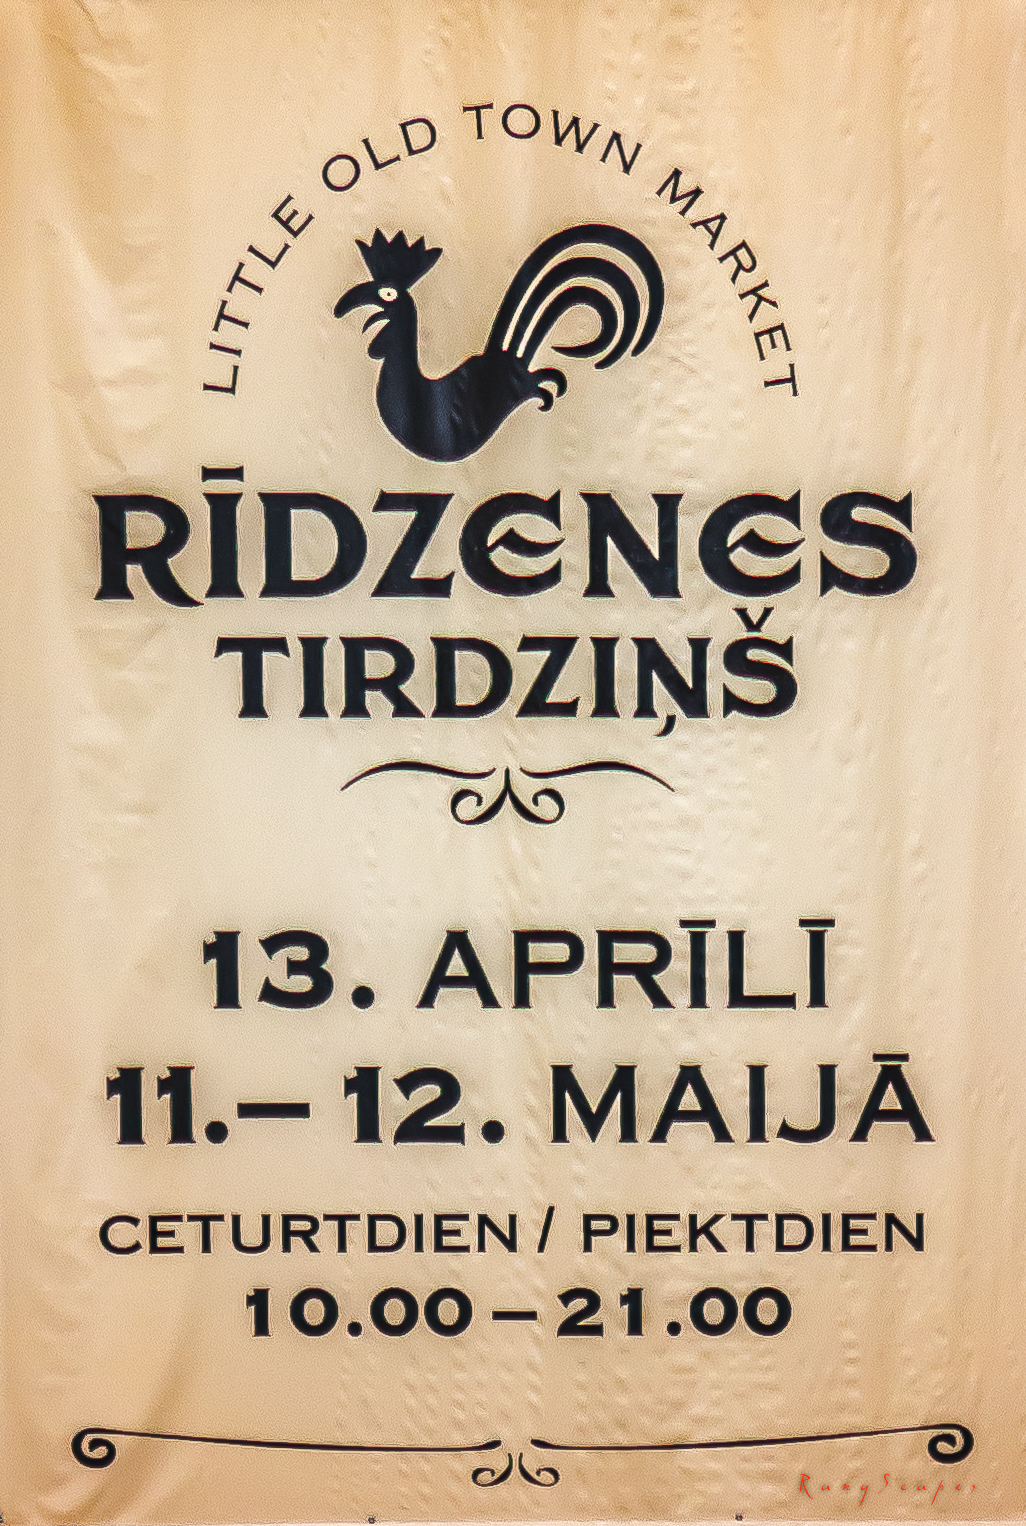 LITTLE OLD TOWN MARKET
RĪDZENES
TIRDZIŅŠ
13. APRĪLĪ
11.– 12. MAIJĀ
CETURTDIEN / PIEKTDIEN
10.00 – 21.00